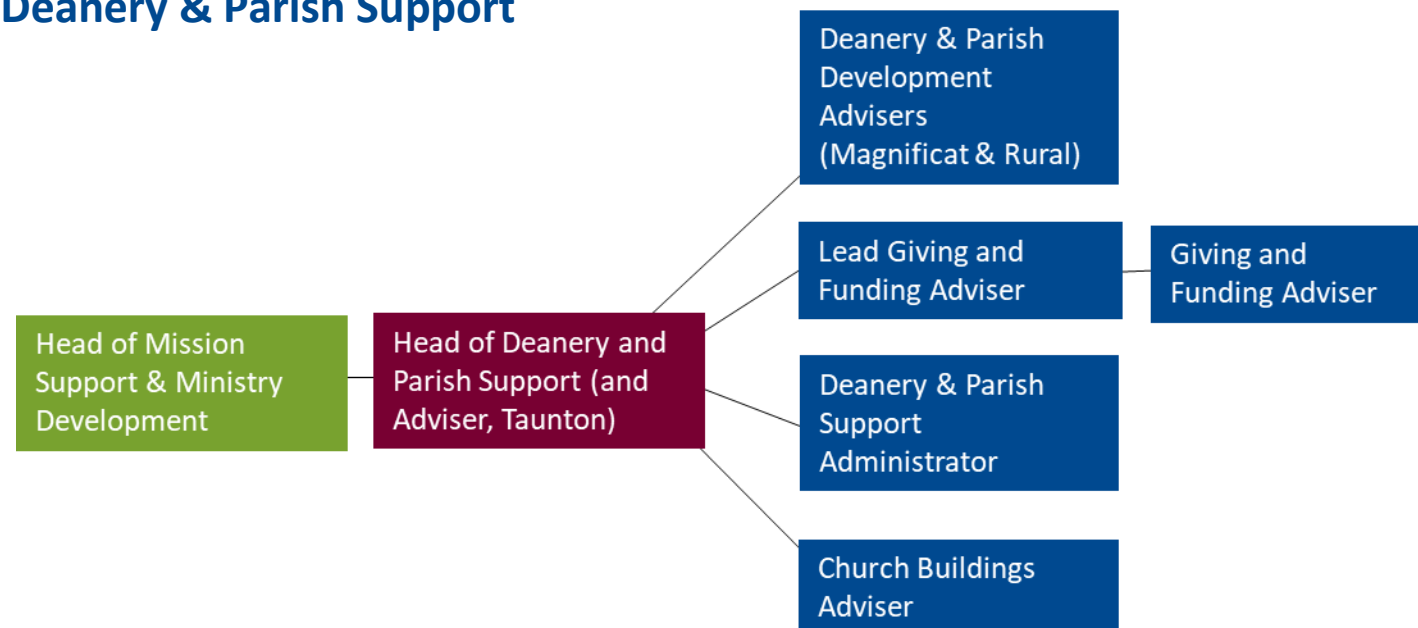 Deanery & Parish Support
Deanery & Parish
Development
Advisers
(Magnificat & Rural)
Lead Giving and
Funding Adviser
Giving and
Funding Adviser
Head of Mission
Support & Ministry
Development
Head of Deanery and
Parish Support (and
Adviser, Taunton)
Deanery & Parish
Support
Administrator
Church Buildings
Adviser